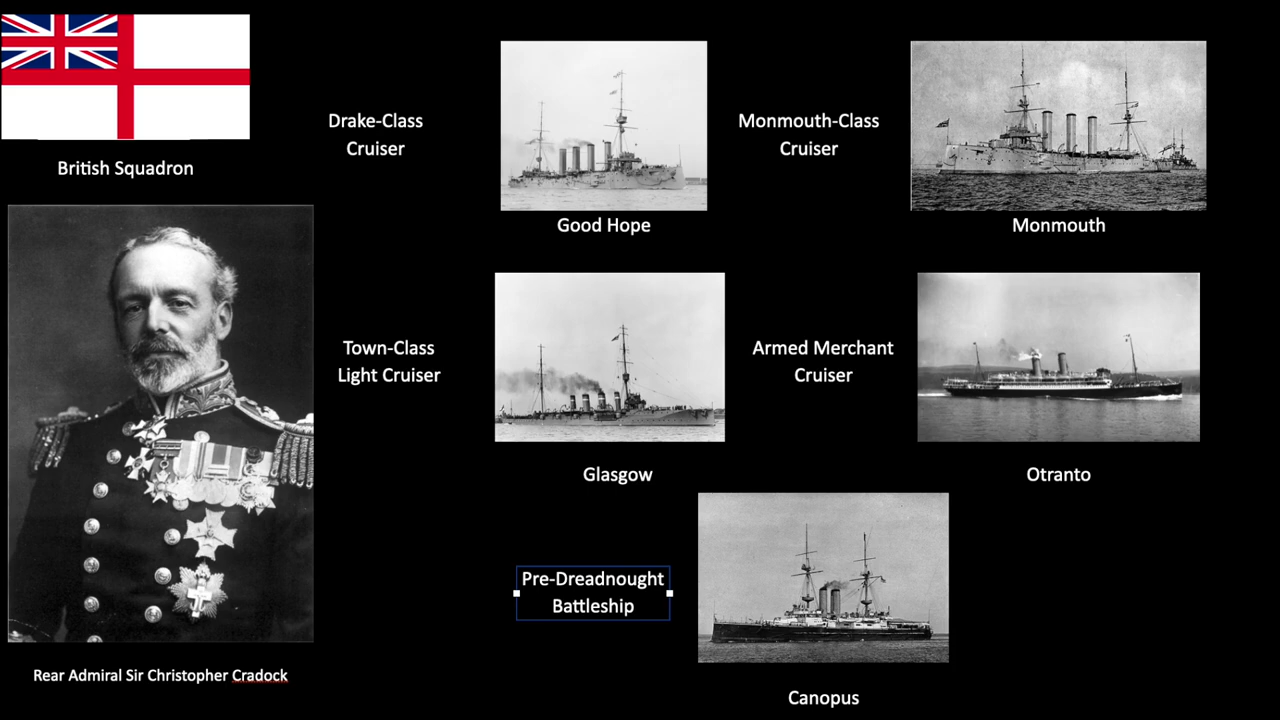 British Squadron
Drake-Class
Cruiser
Good Hope
Monmouth-Class
Cruiser
Monmouth
Town-Class
Light Cruiser
Glasgow
Armed Merchant
Cruiser
Otranto
Pre-Dreadnought
Battleship
Canopus
Rear Admiral Sir Christopher Cradock